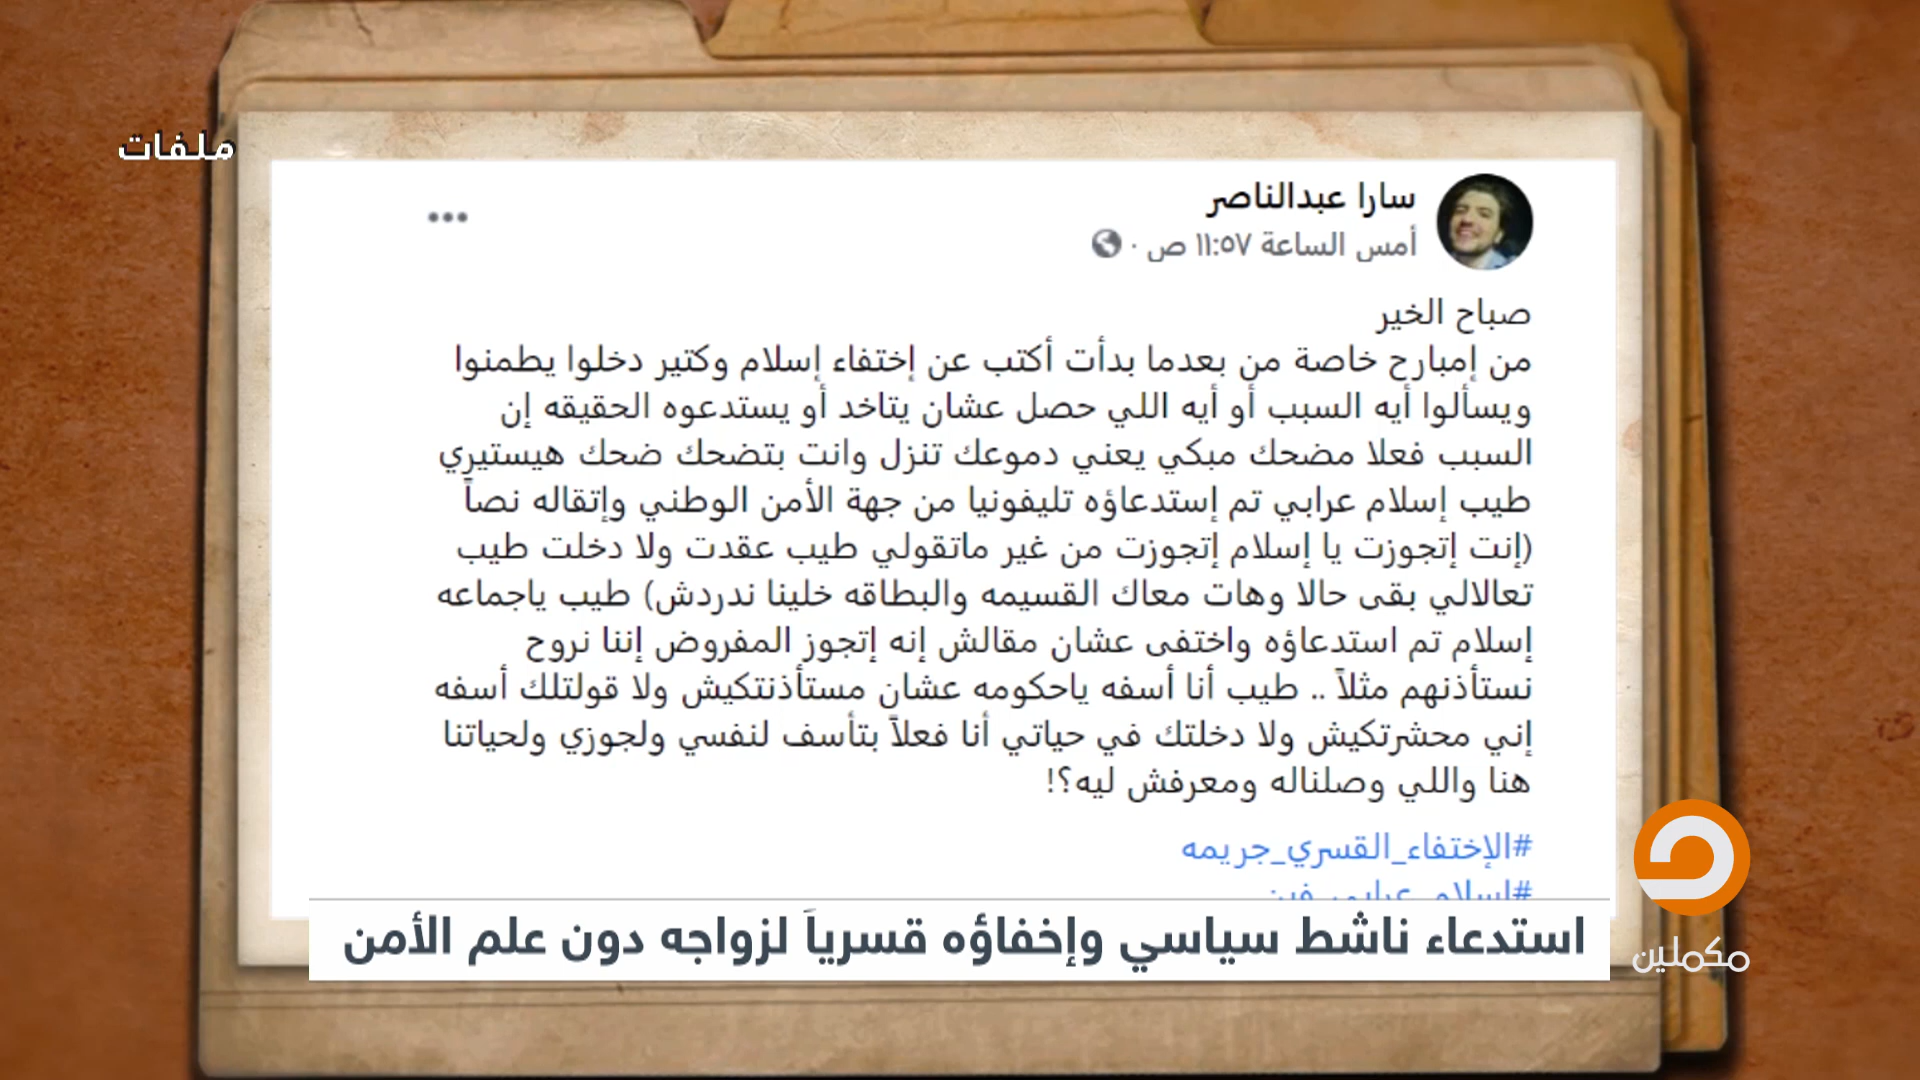 ملفات
سارا عبدالناصر
أمس الساعة ١١:٥٧ ص ·
صباح الخير
من إمبارح خاصة من بعدما بدأت أكتب عن إختفاء إسلام وكتير دخلوا يطمنوا
ويسألوا أيه السبب أو أيه اللي حصل عشان يتاخد أو يستدعوه الحقيقه إن
السبب فعلا مضحك مبكي يعني دموعك تنزل وانت بتضحك ضحك هيستيري
طيب إسلام عرابي تم إستدعاؤه تليفونيا من جهة الأمن الوطني وإتقاله نصاً
(إنت إتجوزت يا إسلام إتجوزت من غير ماتقولي طيب عقدت ولا دخلت طيب
تعالالي بقى حالا وهات معاك القسيمه والبطاقه خلينا ندردش) طيب ياجماعه
إسلام تم استدعاؤه واختفى عشان مقالش إنه إتجوز المفروض إننا نروح
نستأذنهم مثلاً .. طيب أنا أسفه ياحكومه عشان مستأذنتكيش ولا قولتلك أسفه
إني محشرتكيش ولا دخلتك في حياتي أنا فعلاً بتأسف لنفسي ولجوزي ولحياتنا
هنا واللي وصلناله ومعرفش ليه؟!
#الإختفاء_القسري_جريمه
#إسلام_عرابي_فين
استدعاء ناشط سياسي وإخفاؤه قسرياً لزواجه دون علم الأمن
مكملين